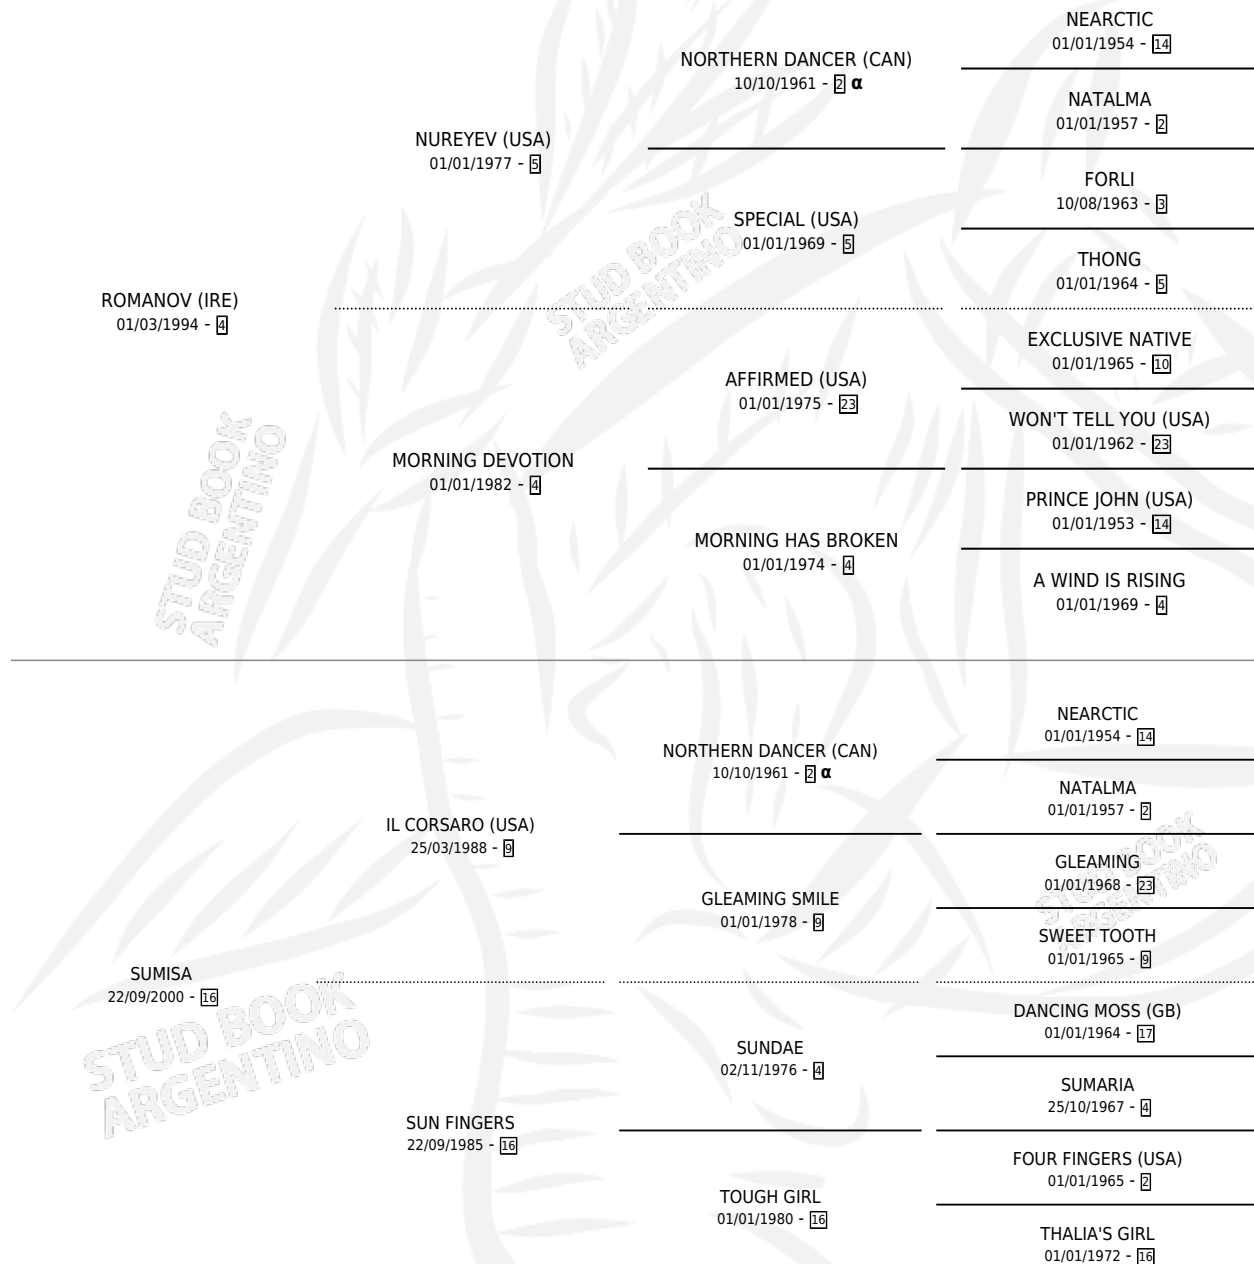 NEARCTIC
01/01/1954 - 14
NORTHERN DANCER (CAN)
10/10/1961 - 2 α
NATALMA
01/01/1957 - 2
NUREYEV (USA)
01/01/1977 - 5
FORLI
10/08/1963 - 3
SPECIAL (USA)
01/01/1969 - 5
THONG
01/01/1964 - 5
STUD BOOK
ARGENTINO
ROMANOV (IRE)
01/03/1994 - 4
EXCLUSIVE NATIVE
01/01/1965 - 10
AFFIRMED (USA)
01/01/1975 - 23
WON'T TELL YOU (USA)
01/01/1962 - 23
MORNING DEVOTION
01/01/1982 - 4
PRINCE JOHN (USA)
01/01/1953 - 14
MORNING HAS BROKEN
01/01/1974 - 4
A WIND IS RISING
01/01/1969 - 4
STUD BOOK
ARGENTINO
NEARCTIC
01/01/1954 - 14
NORTHERN DANCER (CAN)
10/10/1961 - 2 α
NATALMA
01/01/1957 - 2
IL CORSARO (USA)
25/03/1988 - 9
GLEAMING
01/01/1968 - 23
GLEAMING SMILE
01/01/1978 - 9
SWEET TOOTH
01/01/1965 - 9
STUD BOOK
ARGENTINO
SUMISA
22/09/2000 - 16
DANCING MOSS (GB)
01/01/1964 - 17
SUNDAE
02/11/1976 - 4
SUMARIA
25/10/1967 - 4
STUD BOOK
ARGENTINO
SUN FINGERS
22/09/1985 - 16
FOUR FINGERS (USA)
01/01/1965 - 2
TOUGH GIRL
01/01/1980 - 16
THALIA'S GIRL
01/01/1972 - 16